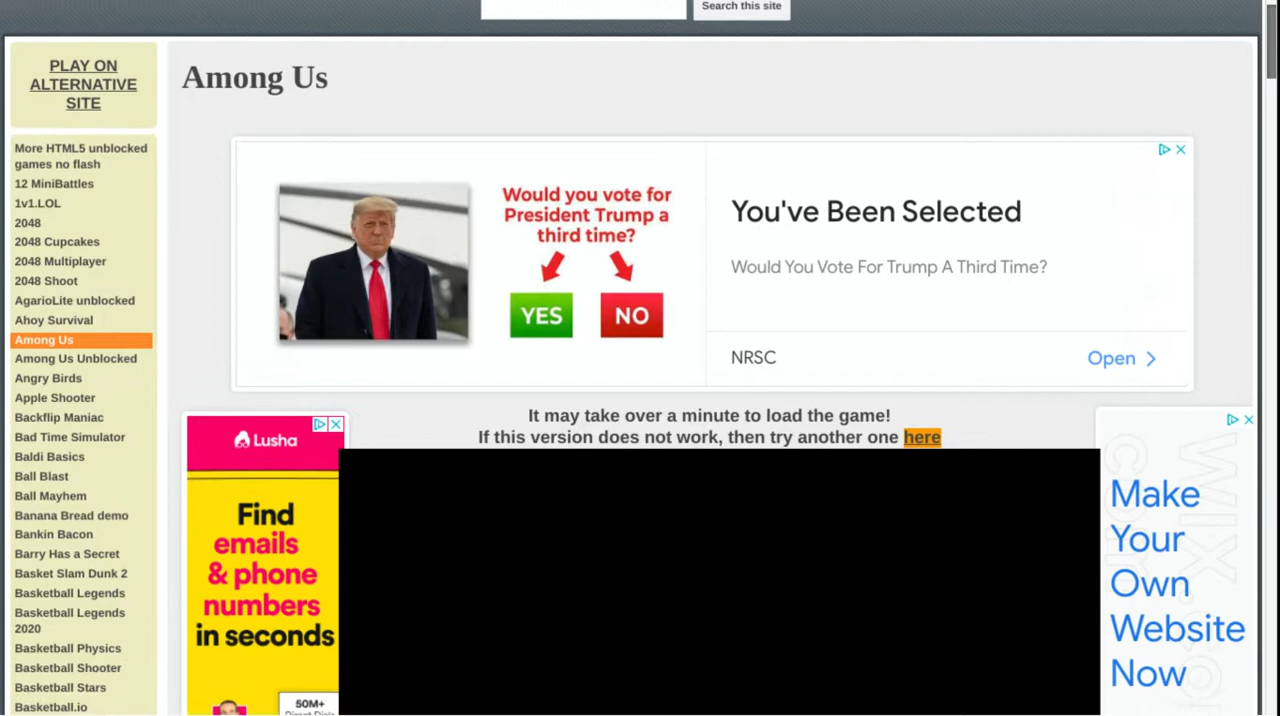 Search this site
PLAY ON
ALTERNATIVE
SITE
More HTML5 unblocked
games no flash
12 MiniBattles
1v1.LOL
2048
2048 Cupcakes
2048 Multiplayer
2048 Shoot
AgarioLite unblocked
Ahoy Survival
Among Us
Among Us Unblocked
Angry Birds
Apple Shooter
Backflip Maniac
Bad Time Simulator
Baldi Basics
Ball Blast
Ball Mayhem
Banana Bread demo
Bankin Bacon
Barry Has a Secret
Basket Slam Dunk 2
Basketball Legends
Basketball Legends
2020
Basketball Physics
Basketball Shooter
Basketball Stars
Basketball.io
Among Us
Would you vote for
President Trump a
third time?
YES NO
You've Been Selected
Would You Vote For Trump A Third Time?
NRSC
Open
It may take over a minute to load the game!
If this version does not work, then try another one here
Lusha
Find
emails
& phone
numbers
in seconds
50M+
Make
Your
Own
Website
Now